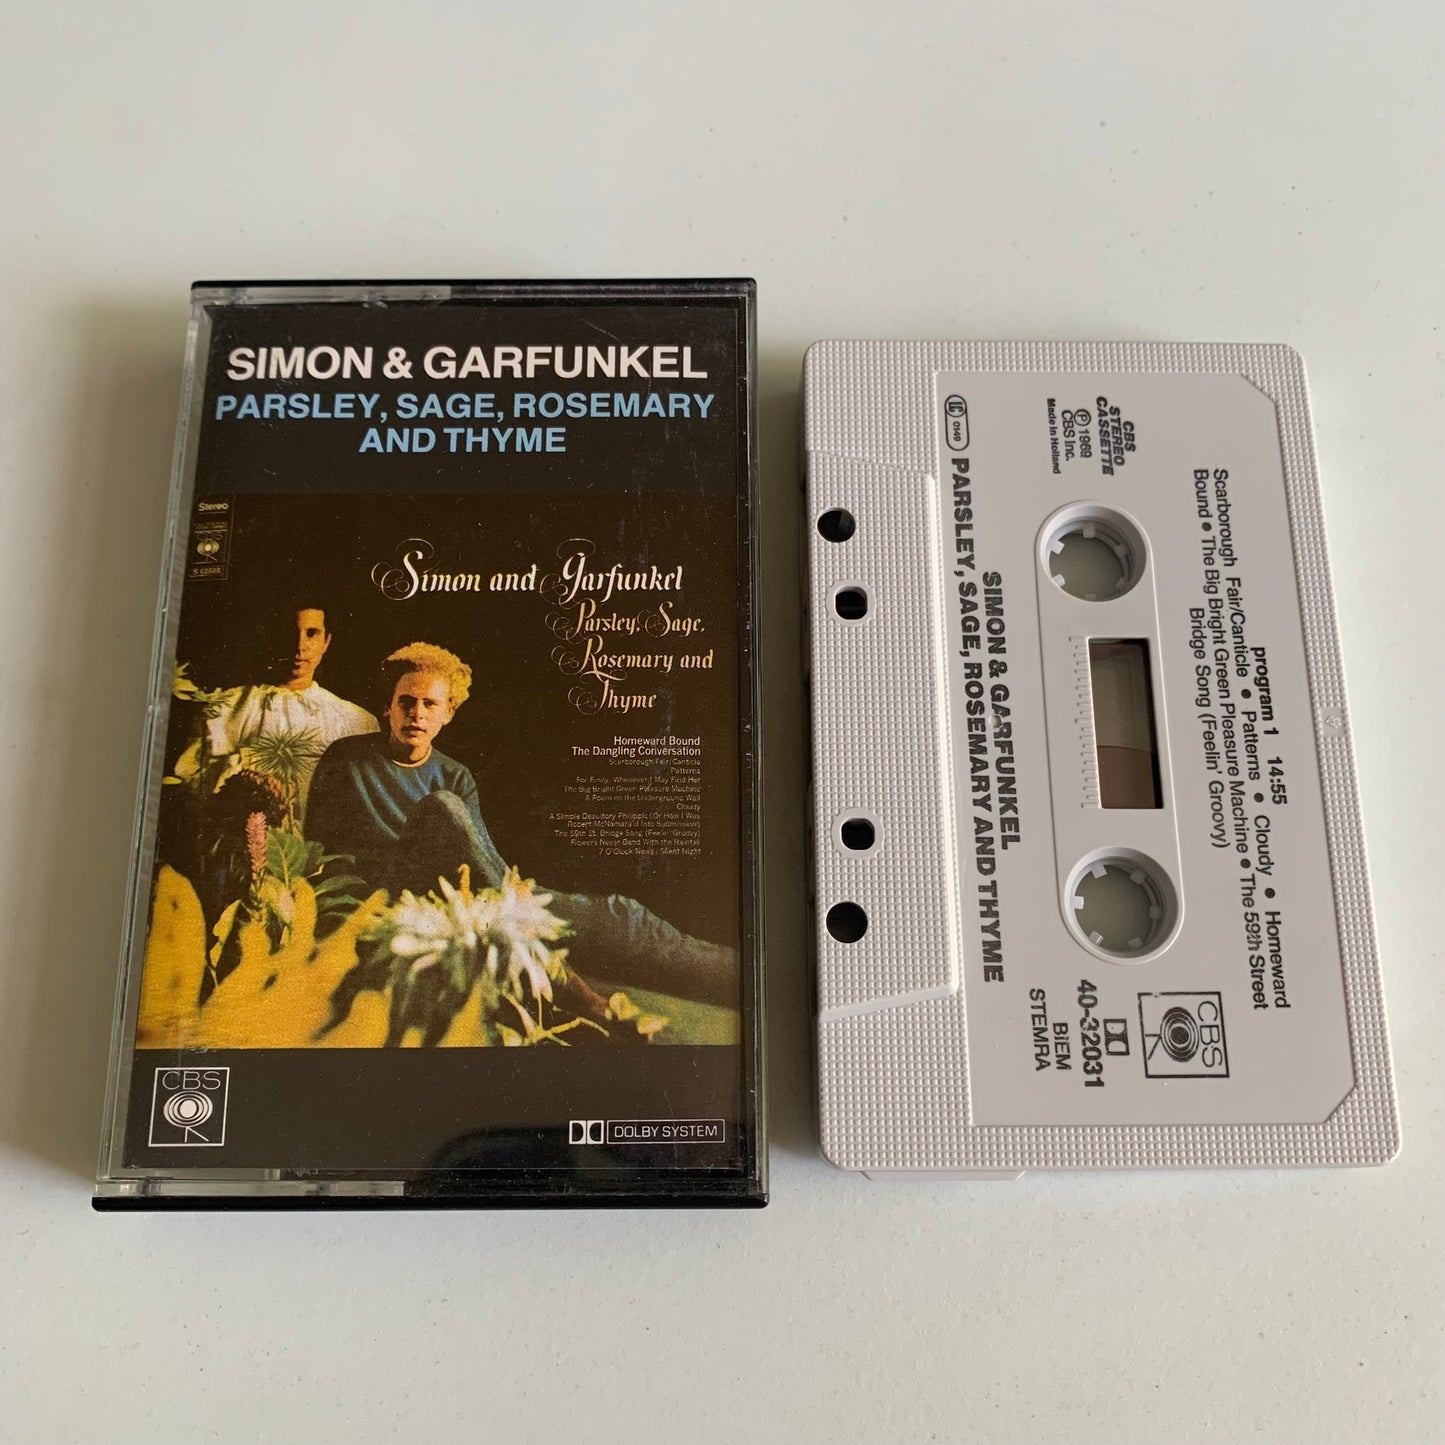 SIMON & GARFUNKEL
PARSLEY, SAGE, ROSEMARY
AND THYME
Stereo
CBS
S 62825
Simon and Garfunkel
Parsley, Sage,
Rosemary and
Thyme
Homeward Bound
The Dangling Conversation
Scarborough Fair/Canticle
Patterns
For Emily, Whenever I May Find Her
The Big Bright Green Pleasure Machine
A Poem on the Underground Wall
Cloudy
A Simple Desultory Philippic (Or How I Was
Robert McNamara'd Into Submission)
The 59th St. Bridge Song (Feelin' Groovy)
Flowers Never Bend With the Rainfall
7 O'Clock News / Silent Night
CBS
DOLBY SYSTEM
CBS
STEREO
CASSETTE
℗ 1969
CBS Inc.
Made in Holland
0149
SIMON & GARFUNKEL
PARSLEY, SAGE, ROSEMARY AND THYME
program 1 14:55
Scarborough Fair/Canticle • Patterns • Cloudy • Homeward
Bound • The Big Bright Green Pleasure Machine • The 59th Street
Bridge Song (Feelin' Groovy)
CBS
40-32031
BIEM
STEMRA